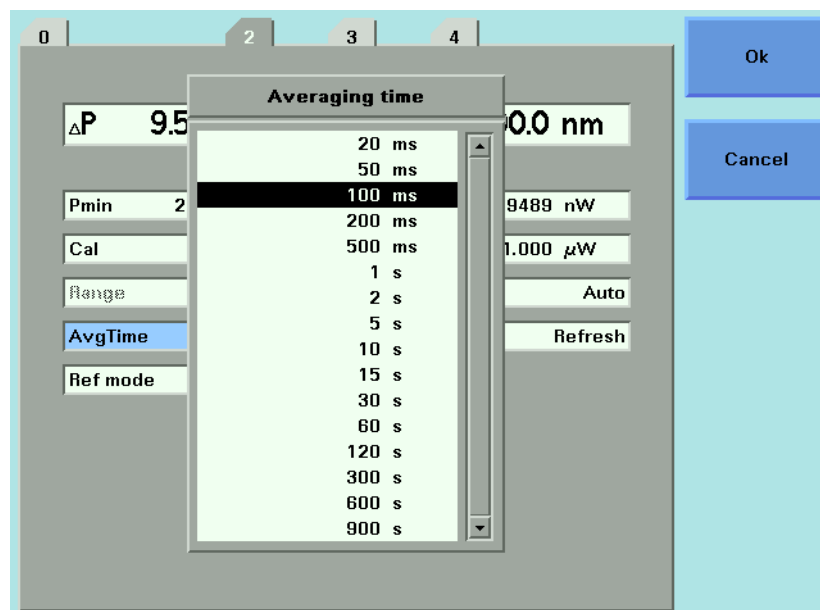 0 2 3 4
Ok
Averaging time
ΔP 9.5 00.0 nm
20 ms
50 ms
Cancel
100 ms
Pmin 2 9489 nW
200 ms
500 ms
Cal 1.000 µW
1 s
2 s
Range Auto
5 s
AvgTime Refresh
10 s
15 s
Ref mode
30 s
60 s
120 s
300 s
600 s
900 s